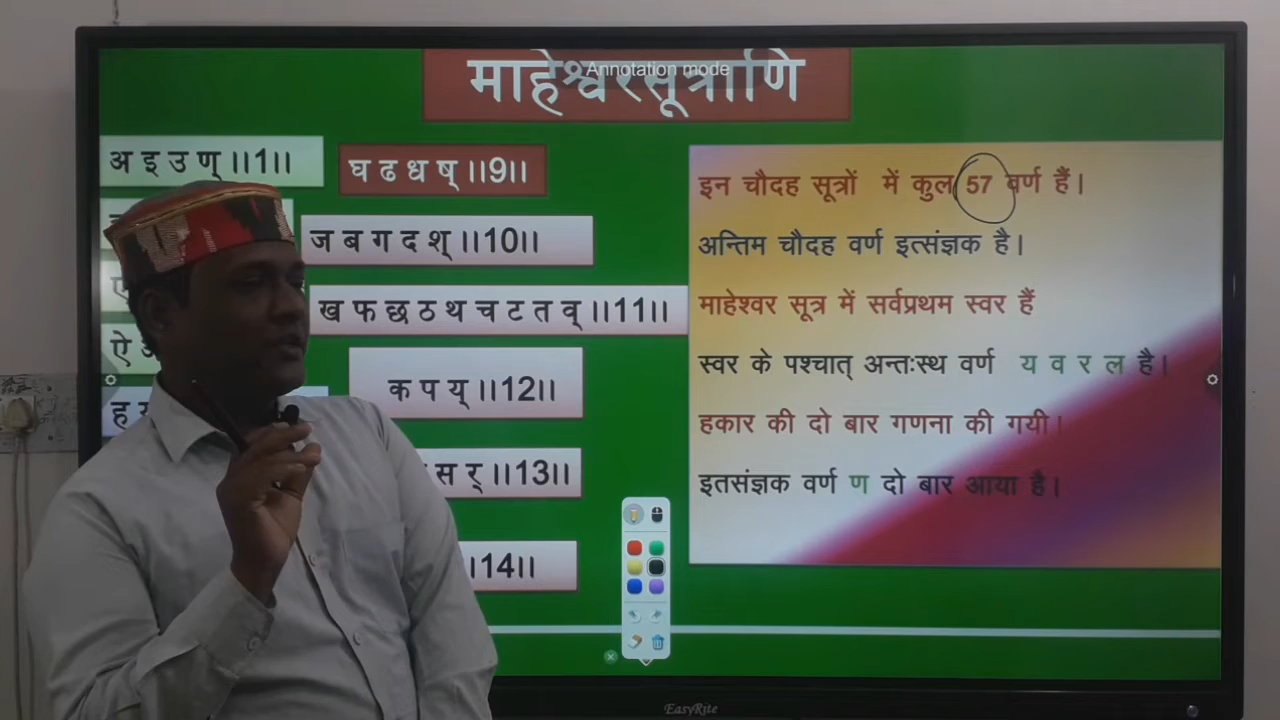 माहेश्वरसूत्राणि
Annotation mode
अ इ उ ण् ।।1।।
ऐ
ह
घ ढ ध ष् ।।9।।
ज ब ग द श् ।।10।।
ख फ छ ठ थ च ट त व् ।।11।।
क प य् ।।12।।
स र् ।।13।।
।14।।
इन चौदह सूत्रों में कुल 57 वर्ण हैं।
अन्तिम चौदह वर्ण इत्संज्ञक है।
माहेश्वर सूत्र में सर्वप्रथम स्वर हैं
स्वर के पश्चात् अन्तःस्थ वर्ण य व र ल है।
हकार की दो बार गणना की गयी।
इतसंज्ञक वर्ण ण दो बार आया है।
EasyRite